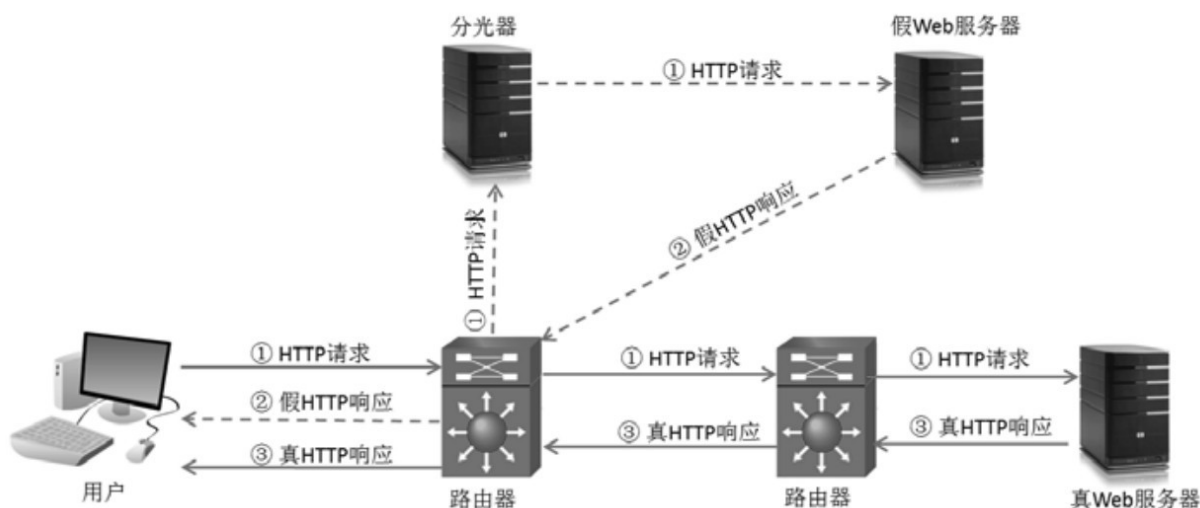 分光器
假Web服务器
① HTTP请求
① HTTP请求
② 假HTTP响应
① HTTP请求
① HTTP请求
① HTTP请求
② 假HTTP响应
③ 真HTTP响应
③ 真HTTP响应
③ 真HTTP响应
用户
路由器
路由器
真Web服务器